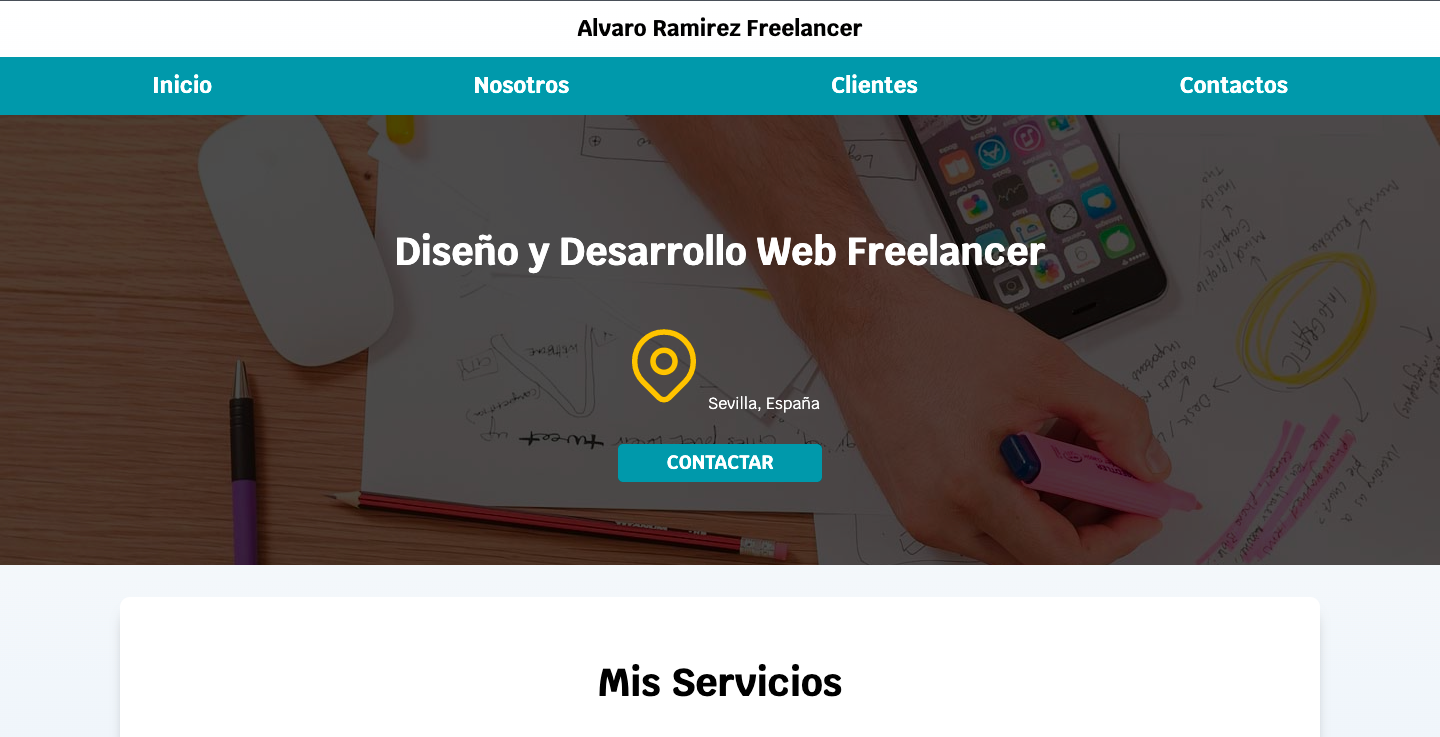 Alvaro Ramirez Freelancer
Inicio Nosotros Clientes Contactos
Diseño y Desarrollo Web Freelancer
Sevilla, España
CONTACTAR
Mis Servicios